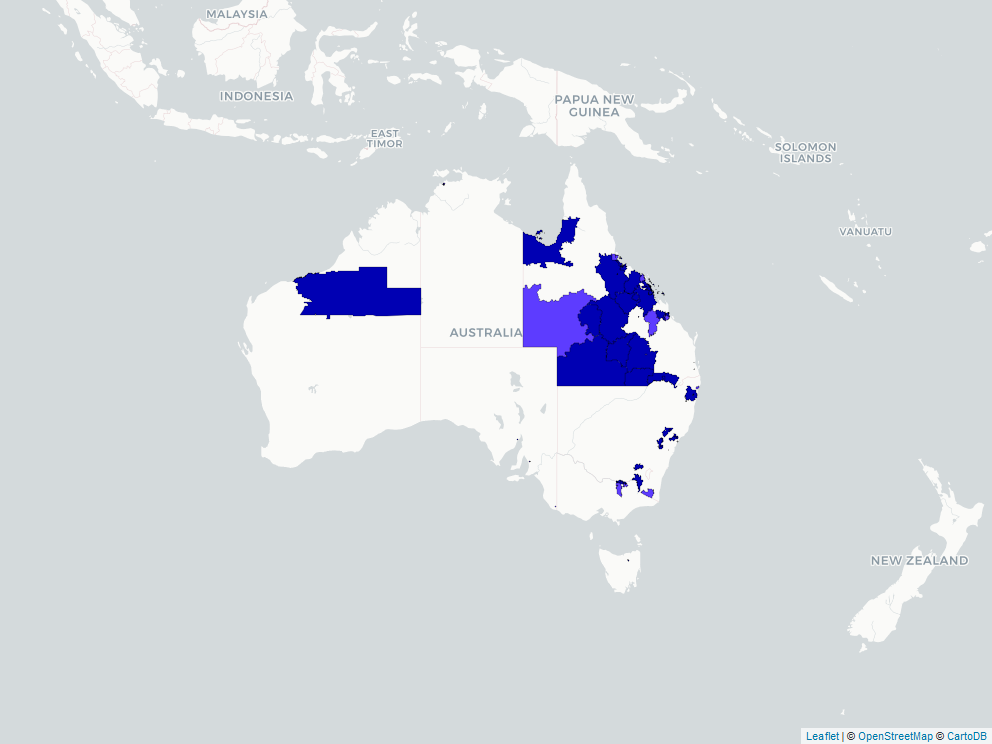 MALAYSIA
INDONESIA
PAPUA NEW
GUINEA
EAST
TIMOR
SOLOMON
ISLANDS
VANUATU
AUSTRALIA
NEW ZEALAND
Leaflet | © OpenStreetMap © CartoDB